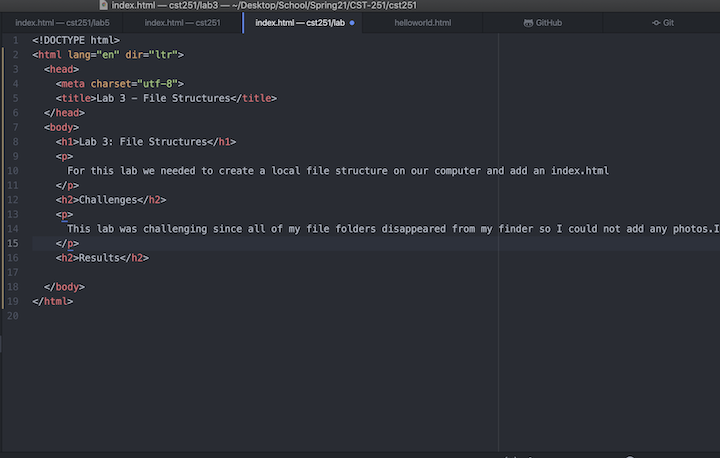 index.html — cst251/lab3 — ~/Desktop/School/Spring21/CST-251/cst251
index.html — cst251/lab5 index.html — cst251 index.html — cst251/lab helloworld.html GitHub Git
1 <!DOCTYPE html>
2 <html lang="en" dir="ltr">
3 <head>
4 <meta charset="utf-8">
5 <title>Lab 3 - File Structures</title>
6 </head>
7 <body>
8 <h1>Lab 3: File Structures</h1>
9 <p>
10 For this lab we needed to create a local file structure on our computer and add an index.html
11 </p>
12 <h2>Challenges</h2>
13 <p>
14 This lab was challenging since all of my file folders disappeared from my finder so I could not add any photos.I
15 </p>
16 <h2>Results</h2>
17
18 </body>
19 </html>
20